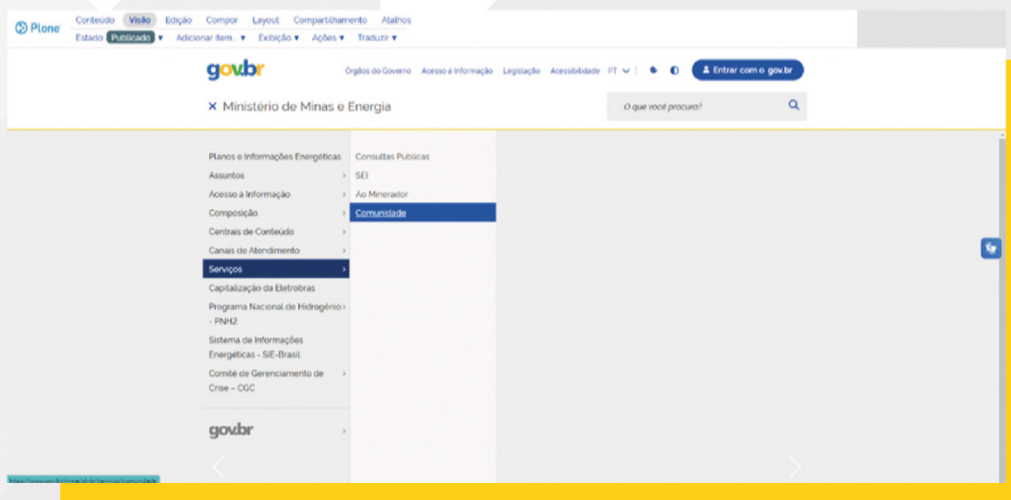 Plone
Conteúdo Visão Edição Compor Layout Compartilhamento Atalhos
Estado: Publicado ▾ Adicionar item… ▾ Exibição ▾ Ações ▾ Traduzir ▾
gov.br
Órgãos do Governo Acesso à Informação Legislação Acessibilidade PT
Entrar com o gov.br
Ministério de Minas e Energia
O que você procura?
Planos e Informações Energéticas
Assuntos
Acesso à Informação
Composição
Centrais de Conteúdo
Canais de Atendimento
Serviços
Capitalização da Eletrobras
Programa Nacional de Hidrogênio
- PNH2
Sistema de Informações
Energéticas - SIE-Brasil
Comitê de Gerenciamento de
Crise – CGC
gov.br
Consultas Publicas
SEI
Ao Minerador
Comunidade